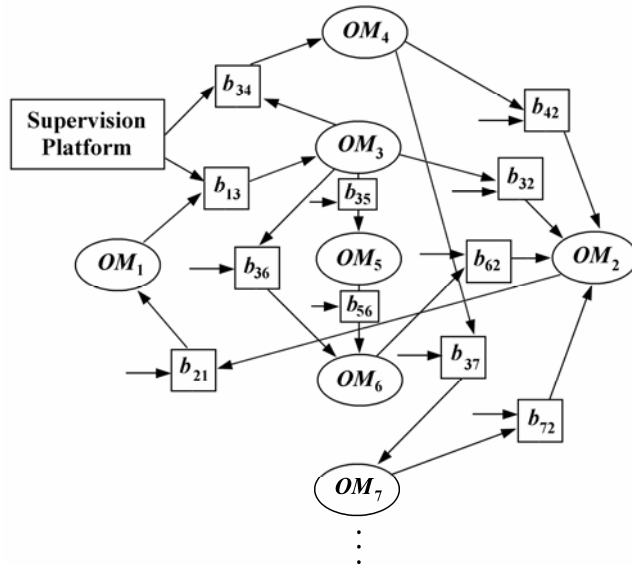 OM4
b34
b42
Supervision
Platform
OM3
b13
b35
b32
OM1
b36
OM5
b62
OM2
b56
b21
b37
OM6
b72
OM7
⋮